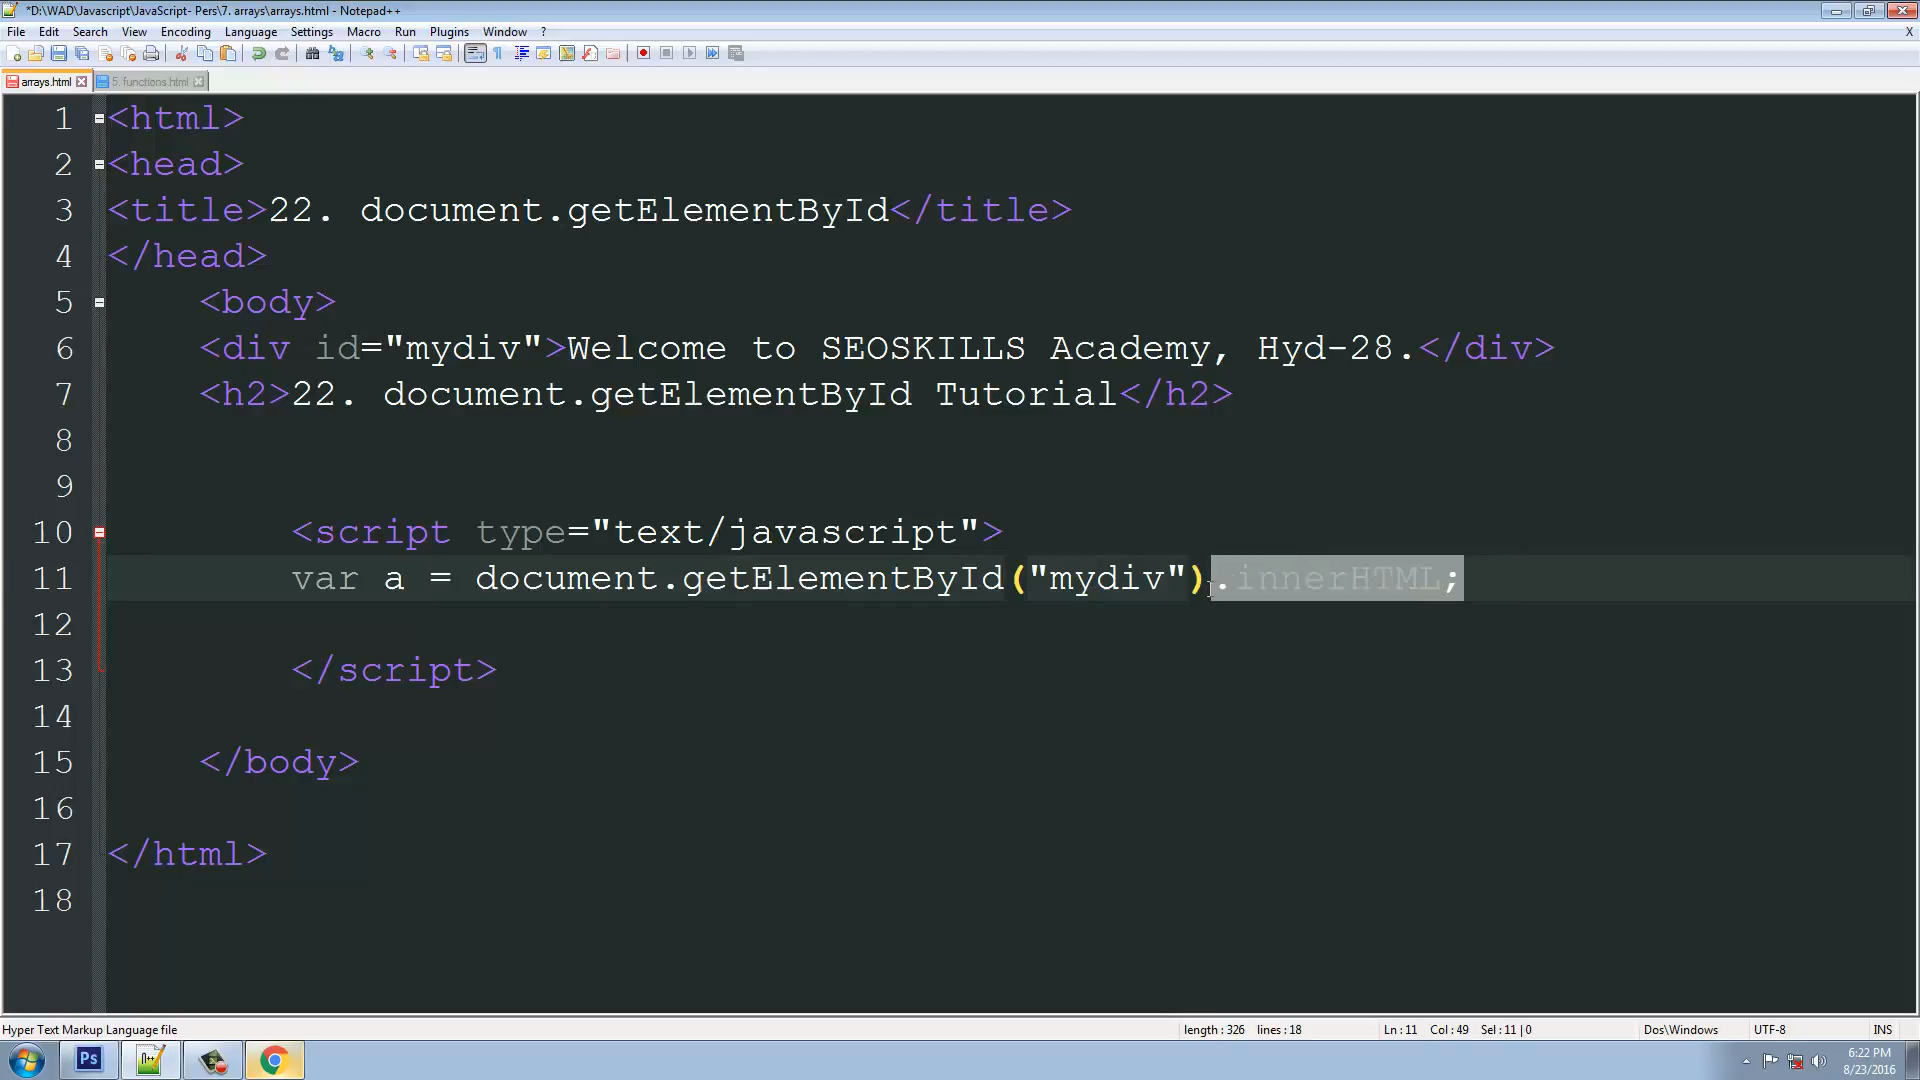 *D:\WAD\Javascript\JavaScript- Pers\7. arrays\arrays.html - Notepad++
File Edit Search View Encoding Language Settings Macro Run Plugins Window ? X
arrays.html 5. functions.html
1 <html>
2 <head>
3 <title>22. document.getElementById</title>
4 </head>
5 <body>
6 <div id="mydiv">Welcome to SEOSKILLS Academy, Hyd-28.</div>
7 <h2>22. document.getElementById Tutorial</h2>
8
9
10 <script type="text/javascript">
11 var a = document.getElementById("mydiv").innerHTML;
12
13 </script>
14
15 </body>
16
17 </html>
18
Hyper Text Markup Language file length : 326 lines : 18 Ln : 11 Col : 49 Sel : 11 | 0 Dos\Windows UTF-8 INS
Ps
6:22 PM
8/23/2016